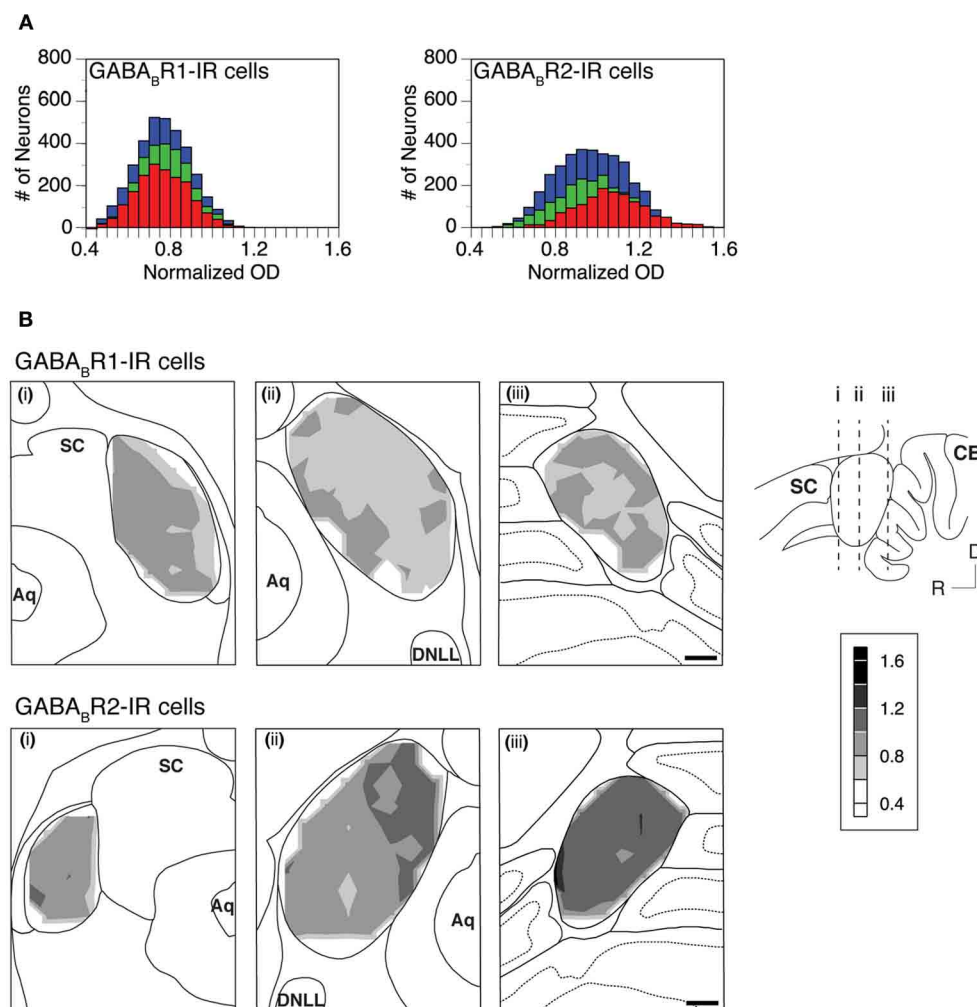 A
GABABR1-IR cells
800
600
400
200
0
# of Neurons
0.4
0.8
1.2
1.6
Normalized OD
GABABR2-IR cells
800
600
400
200
0
# of Neurons
0.4
0.8
1.2
1.6
Normalized OD
B
GABABR1-IR cells
(i)
SC
Aq
(ii)
Aq
DNLL
(iii)
i ii iii
SC
CB
D
R
1.6
1.2
0.8
0.4
GABABR2-IR cells
(i)
SC
Aq
(ii)
Aq
DNLL
(iii)